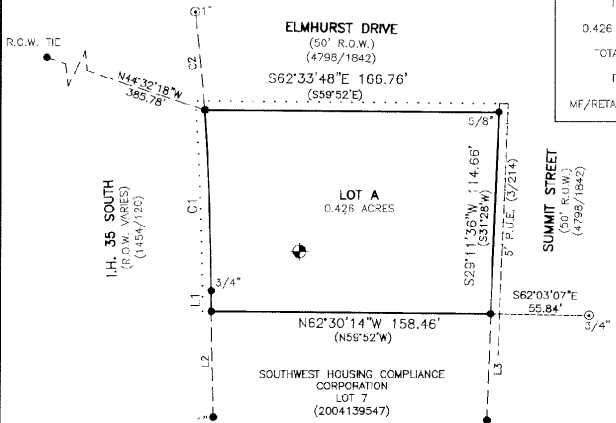 1"
ELMHURST DRIVE
(50' R.O.W.)
(4798/1842)
S62°33'48"E 166.76'
(S59°52'E)
R.O.W. TIE
N44°32'18"W
385.78'
C2
0.426
TOTA
MF/RETA
5/8"
I.H. 35 SOUTH
(R.O.W. VARIES)
(1454/120)
C1
LOT A
0.426 ACRES
S29°11'36"W 114.66'
(S31°28'W)
5' P.U.E. (3/214)
SUMMIT STREET
(50' R.O.W.)
(4798/1842)
3/4"
L1
N62°30'14"W 158.46'
(N59°52'W)
S62°03'07"E
55.84'
3/4"
L2
L3
SOUTHWEST HOUSING COMPLIANCE
CORPORATION
LOT 7
(2004139547)